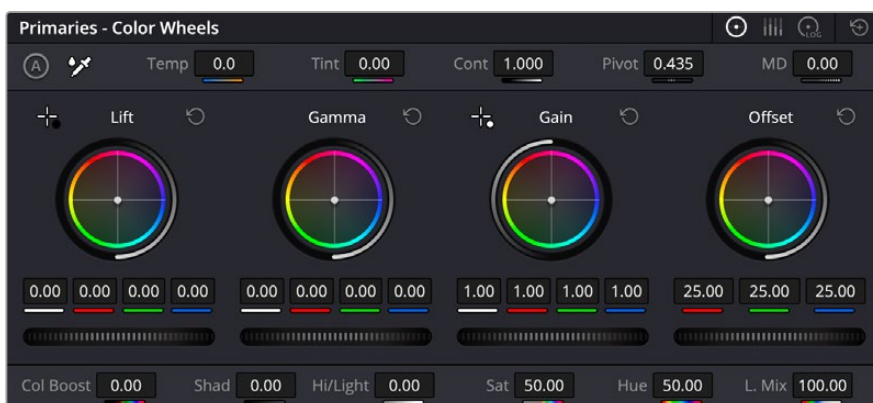 Primaries - Color Wheels
LOG
A Temp 0.0 Tint 0.00 Cont 1.000 Pivot 0.435 MD 0.00
Lift Gamma Gain Offset
0.00 0.00 0.00 0.00 0.00 0.00 0.00 0.00 1.00 1.00 1.00 1.00 25.00 25.00 25.00
Col Boost 0.00 Shad 0.00 Hi/Light 0.00 Sat 50.00 Hue 50.00 L. Mix 100.00